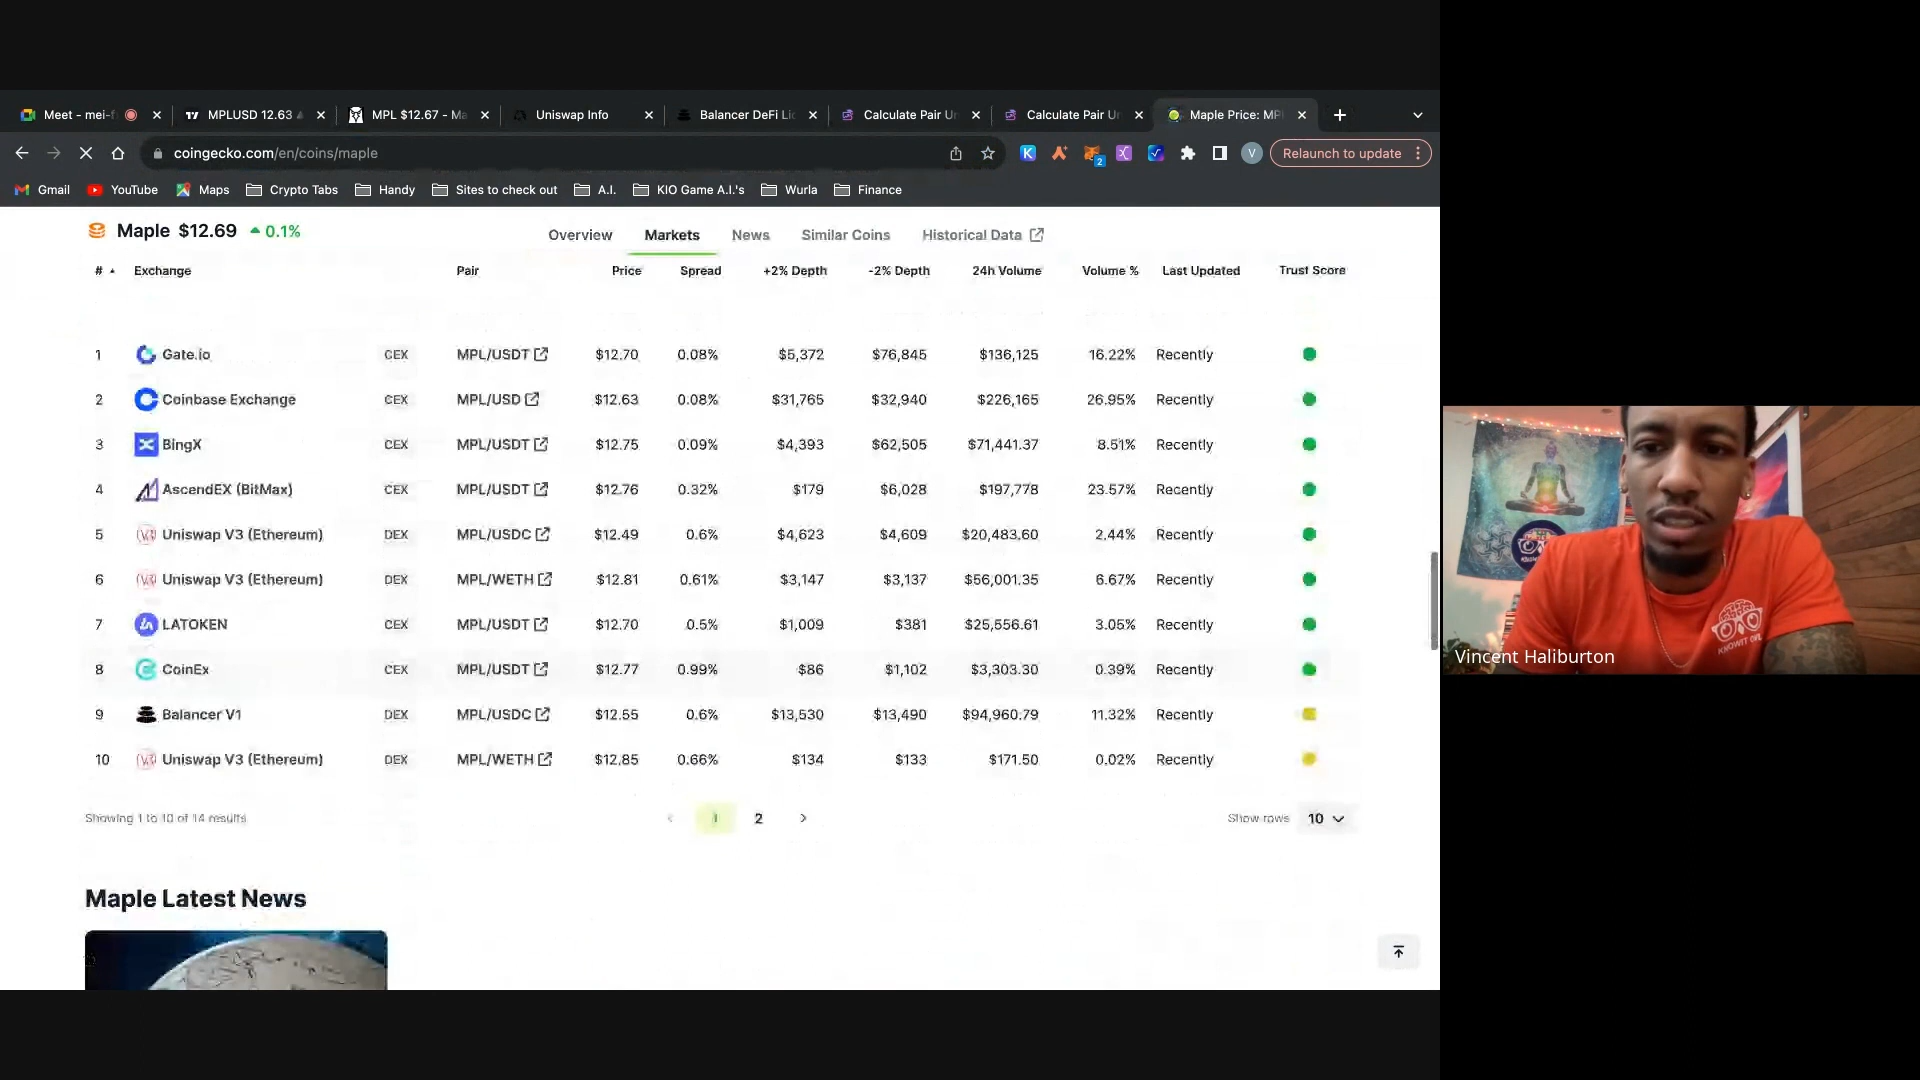 Meet - mei-f
MPLUSD 12.63
MPL $12.67 - Ma
Uniswap Info
Balancer DeFi Li
Calculate Pair Un
Calculate Pair Un
Maple Price: MP
coingecko.com/en/coins/maple
2
V
Relaunch to update
Gmail
YouTube
Maps
Crypto Tabs
Handy
Sites to check out
A.I.
KIO Game A.I.'s
Wurla
Finance
Maple $12.69 0.1%
Overview Markets News Similar Coins Historical Data
# Exchange Pair Price Spread +2% Depth -2% Depth 24h Volume Volume % Last Updated Trust Score
1 Gate.io CEX MPL/USDT $12.70 0.08% $5,372 $76,845 $136,125 16.22% Recently
2 Coinbase Exchange CEX MPL/USD $12.63 0.08% $31,765 $32,940 $226,165 26.95% Recently
3 BingX CEX MPL/USDT $12.75 0.09% $4,393 $62,505 $71,441.37 8.51% Recently
4 AscendEX (BitMax) CEX MPL/USDT $12.76 0.32% $179 $6,028 $197,778 23.57% Recently
5 Uniswap V3 (Ethereum) DEX MPL/USDC $12.49 0.6% $4,623 $4,609 $20,483.60 2.44% Recently
6 Uniswap V3 (Ethereum) DEX MPL/WETH $12.81 0.61% $3,147 $3,137 $56,001.35 6.67% Recently
7 LATOKEN CEX MPL/USDT $12.70 0.5% $1,009 $381 $25,556.61 3.05% Recently
8 CoinEx CEX MPL/USDT $12.77 0.99% $86 $1,102 $3,303.30 0.39% Recently
9 Balancer V1 DEX MPL/USDC $12.55 0.6% $13,530 $13,490 $94,960.79 11.32% Recently
10 Uniswap V3 (Ethereum) DEX MPL/WETH $12.85 0.66% $134 $133 $171.50 0.02% Recently
Showing 1 to 10 of 14 results
1 2
Show rows 10
Maple Latest News
Vincent Haliburton